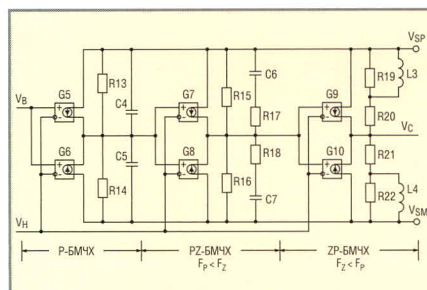 V_SP
G5
R13
C4
G7
R15
C6
R17
G9
R19
L3
R20
V_B
V_C
G6
C5
R14
G8
R18
R16
C7
G10
R21
R22
L4
V_H
V_SM
P-БМЧХ
PZ-БМЧХ
F_P < F_Z
ZP-БМЧХ
F_Z < F_P